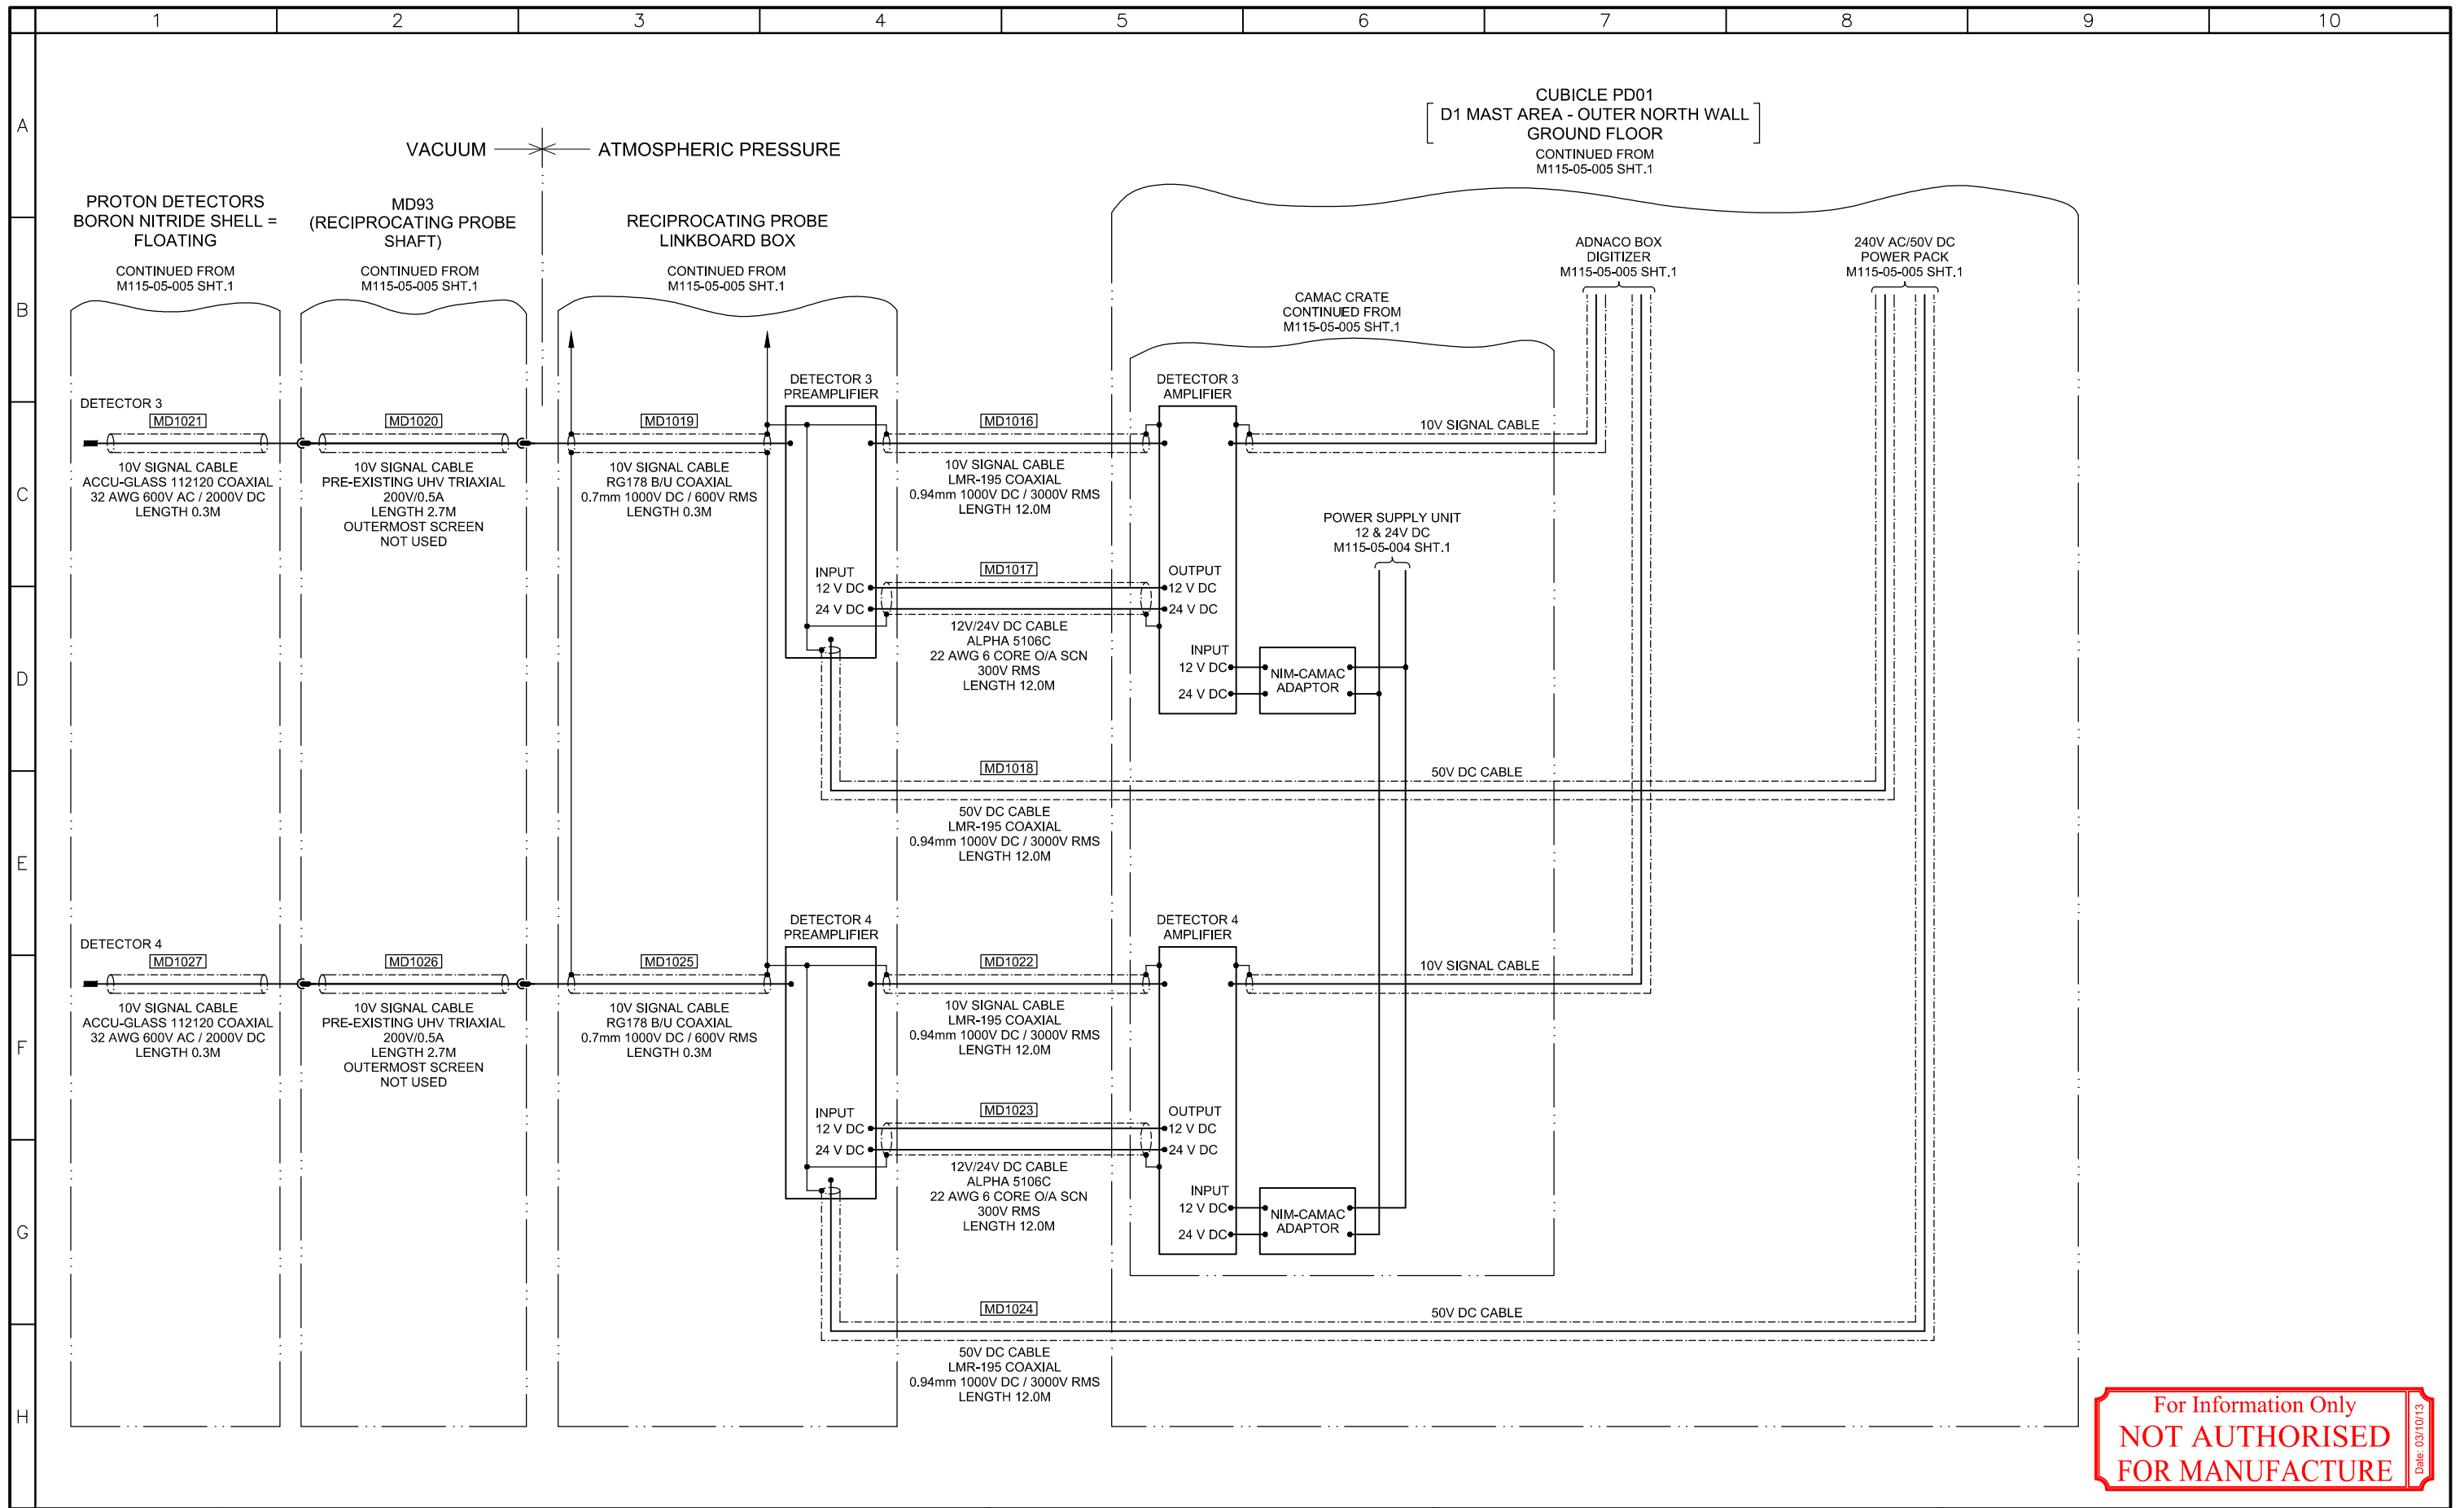 1 2 3 4 5 6 7 8 9 10
A
B
C
D
E
F
G
H
CUBICLE PD01
D1 MAST AREA - OUTER NORTH WALL
GROUND FLOOR
CONTINUED FROM
M115-05-005 SHT.1
VACUUM
ATMOSPHERIC PRESSURE
PROTON DETECTORS
BORON NITRIDE SHELL =
FLOATING
CONTINUED FROM
M115-05-005 SHT.1
MD93
(RECIPROCATING PROBE
SHAFT)
CONTINUED FROM
M115-05-005 SHT.1
RECIPROCATING PROBE
LINKBOARD BOX
CONTINUED FROM
M115-05-005 SHT.1
CAMAC CRATE
CONTINUED FROM
M115-05-005 SHT.1
ADNACO BOX
DIGITIZER
M115-05-005 SHT.1
240V AC/50V DC
POWER PACK
M115-05-005 SHT.1
DETECTOR 3
MD1021
10V SIGNAL CABLE
ACCU-GLASS 112120 COAXIAL
32 AWG 600V AC / 2000V DC
LENGTH 0.3M
MD1020
10V SIGNAL CABLE
PRE-EXISTING UHV TRIAXIAL
200V/0.5A
LENGTH 2.7M
OUTERMOST SCREEN
NOT USED
MD1019
10V SIGNAL CABLE
RG178 B/U COAXIAL
0.7mm 1000V DC / 600V RMS
LENGTH 0.3M
DETECTOR 3
PREAMPLIFIER
INPUT
12 V DC
24 V DC
MD1016
10V SIGNAL CABLE
LMR-195 COAXIAL
0.94mm 1000V DC / 3000V RMS
LENGTH 12.0M
MD1017
12V/24V DC CABLE
ALPHA 5106C
22 AWG 6 CORE O/A SCN
300V RMS
LENGTH 12.0M
DETECTOR 3
AMPLIFIER
OUTPUT
12 V DC
24 V DC
INPUT
12 V DC
24 V DC
NIM-CAMAC
ADAPTOR
10V SIGNAL CABLE
POWER SUPPLY UNIT
12 & 24V DC
M115-05-004 SHT.1
MD1018
50V DC CABLE
50V DC CABLE
LMR-195 COAXIAL
0.94mm 1000V DC / 3000V RMS
LENGTH 12.0M
DETECTOR 4
MD1027
10V SIGNAL CABLE
ACCU-GLASS 112120 COAXIAL
32 AWG 600V AC / 2000V DC
LENGTH 0.3M
MD1026
10V SIGNAL CABLE
PRE-EXISTING UHV TRIAXIAL
200V/0.5A
LENGTH 2.7M
OUTERMOST SCREEN
NOT USED
MD1025
10V SIGNAL CABLE
RG178 B/U COAXIAL
0.7mm 1000V DC / 600V RMS
LENGTH 0.3M
DETECTOR 4
PREAMPLIFIER
INPUT
12 V DC
24 V DC
MD1022
10V SIGNAL CABLE
LMR-195 COAXIAL
0.94mm 1000V DC / 3000V RMS
LENGTH 12.0M
MD1023
12V/24V DC CABLE
ALPHA 5106C
22 AWG 6 CORE O/A SCN
300V RMS
LENGTH 12.0M
DETECTOR 4
AMPLIFIER
OUTPUT
12 V DC
24 V DC
INPUT
12 V DC
24 V DC
NIM-CAMAC
ADAPTOR
10V SIGNAL CABLE
MD1024
50V DC CABLE
50V DC CABLE
LMR-195 COAXIAL
0.94mm 1000V DC / 3000V RMS
LENGTH 12.0M
For Information Only
NOT AUTHORISED
FOR MANUFACTURE
Date: 03/10/13